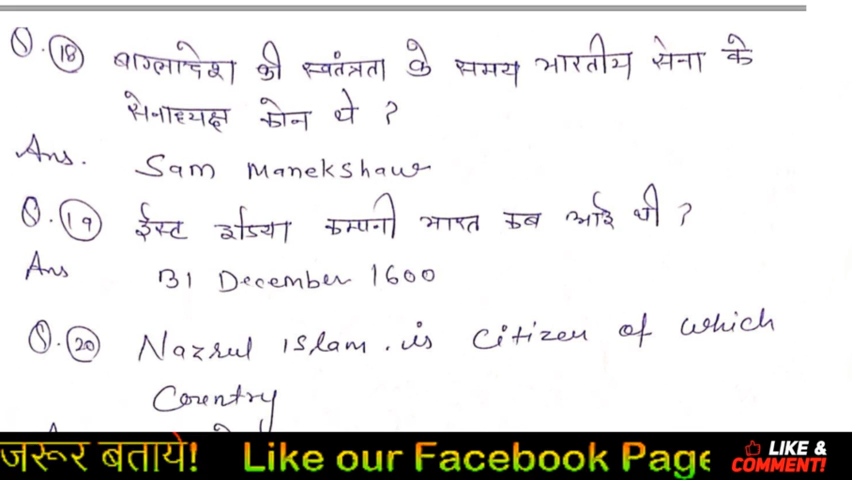 Q. 18 बाग्लादेश की स्वतंत्रता के समय भारतीय सेना के
सेनाध्यक्ष कोन थे ?
Ans. Sam Manekshaw
Q. 19 ईस्ट इंडिया कम्पनी भारत कब आई थी ?
Ans 31 December 1600
Q. 20 Nazrul islam . is citizen of which
Country
जरूर बताये! Like our Facebook Page
LIKE &
COMMENT!